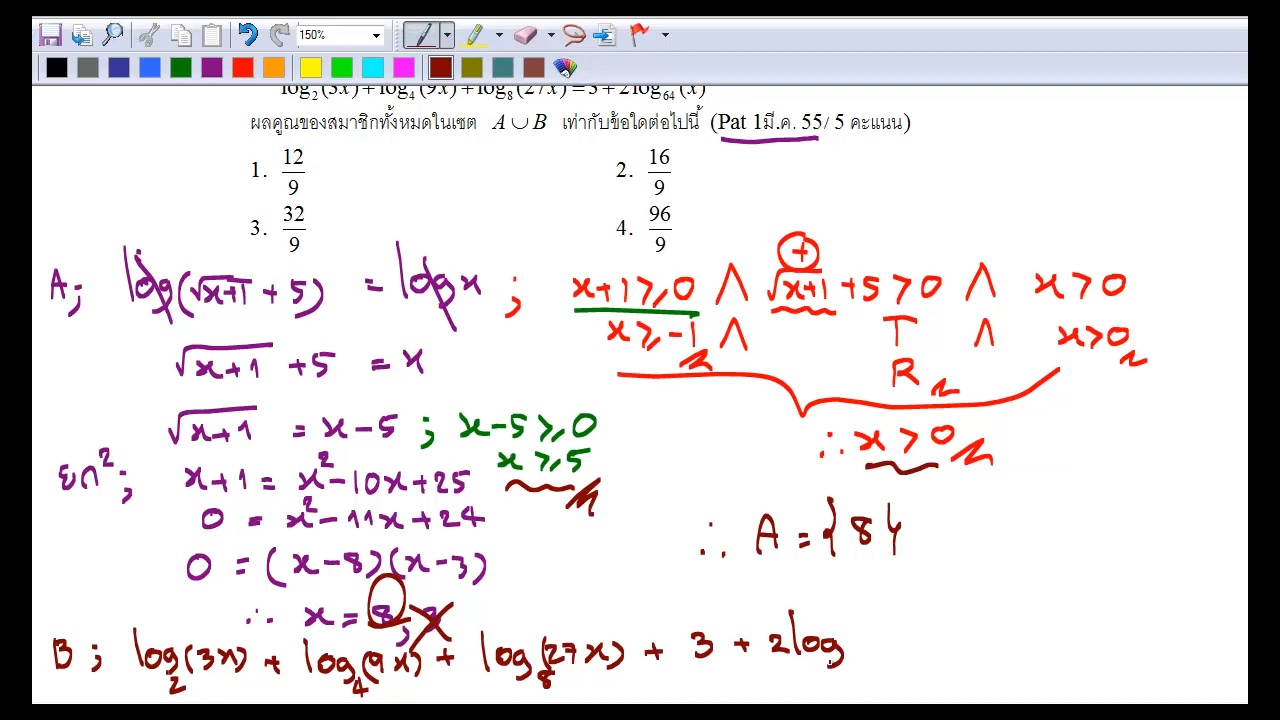 150%
log₂(3x)+log₄(9x)+log₈(27x)=3+2log₆₄(x)
ผลคูณของสมาชิกทั้งหมดในเซต A ∪ B เท่ากับข้อใดต่อไปนี้ (Pat 1มี.ค. 55/ 5 คะแนน)
1. 12/9 2. 16/9
3. 32/9 4. 96/9
A; log(√x+1 + 5) = log x ; x+1 ≥ 0 ∧ √x+1 + 5 > 0 ∧ x > 0
+
x ≥ -1 ∧ T ∧ x > 0
√x+1 + 5 = x
R
√x+1 = x - 5 ; x - 5 ≥ 0
∴ x > 0
x ≥ 5
ยก²; x+1 = x² - 10x + 25
0 = x² - 11x + 24
∴ A = {8}
0 = (x - 8)(x - 3)
∴ x = 8, 3
B; log₂(3x) + log₄(9x) + log₈(27x) + 3 + 2log